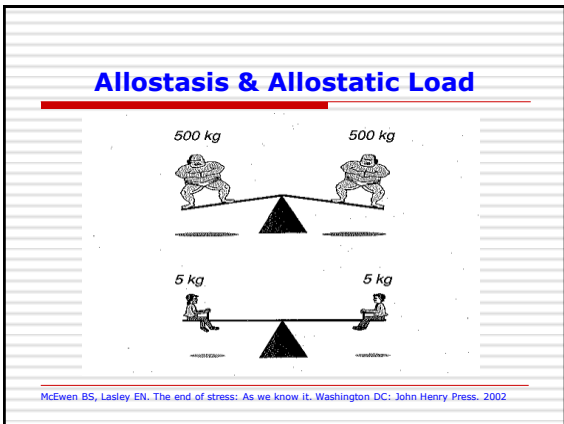 Allostasis & Allostatic Load
500 kg 500 kg
5 kg 5 kg
McEwen BS, Lasley EN. The end of stress: As we know it. Washington DC: John Henry Press. 2002